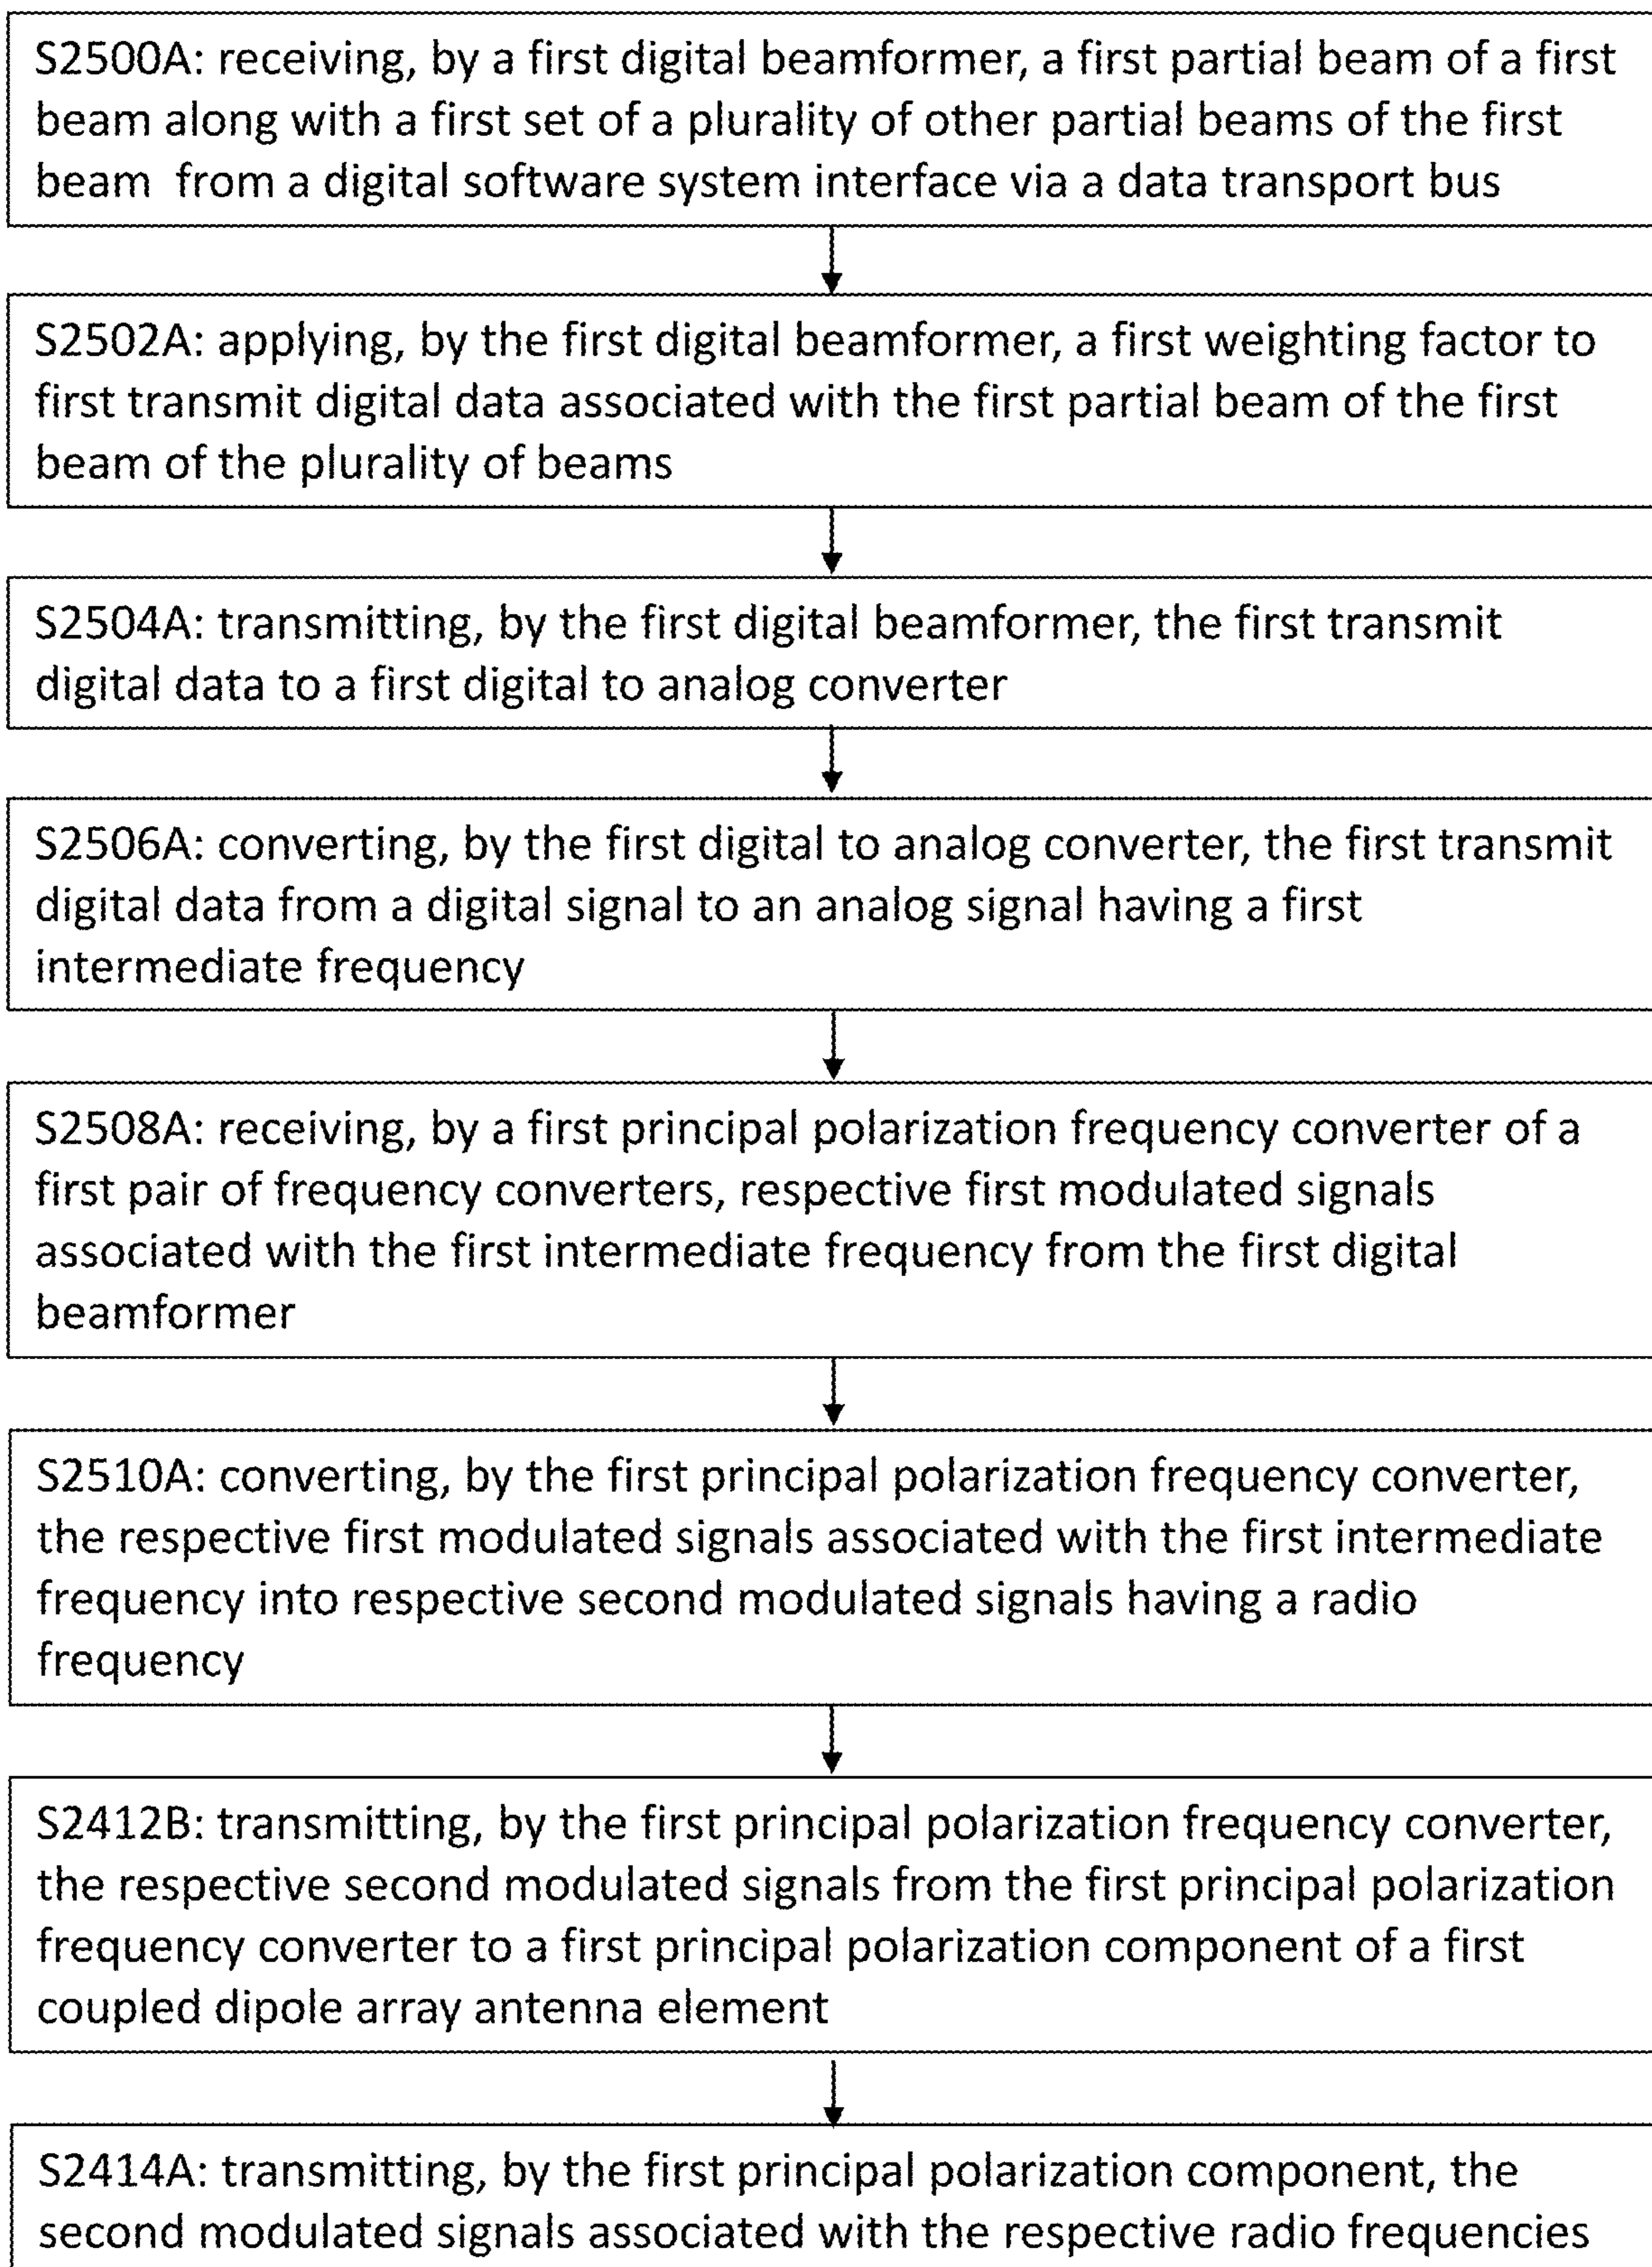 S2500A: receiving, by a first digital beamformer, a first partial beam of a first
beam along with a first set of a plurality of other partial beams of the first
beam from a digital software system interface via a data transport bus
S2502A: applying, by the first digital beamformer, a first weighting factor to
first transmit digital data associated with the first partial beam of the first
beam of the plurality of beams
S2504A: transmitting, by the first digital beamformer, the first transmit
digital data to a first digital to analog converter
S2506A: converting, by the first digital to analog converter, the first transmit
digital data from a digital signal to an analog signal having a first
intermediate frequency
S2508A: receiving, by a first principal polarization frequency converter of a
first pair of frequency converters, respective first modulated signals
associated with the first intermediate frequency from the first digital
beamformer
S2510A: converting, by the first principal polarization frequency converter,
the respective first modulated signals associated with the first intermediate
frequency into respective second modulated signals having a radio
frequency
S2412B: transmitting, by the first principal polarization frequency converter,
the respective second modulated signals from the first principal polarization
frequency converter to a first principal polarization component of a first
coupled dipole array antenna element
S2414A: transmitting, by the first principal polarization component, the
second modulated signals associated with the respective radio frequencies